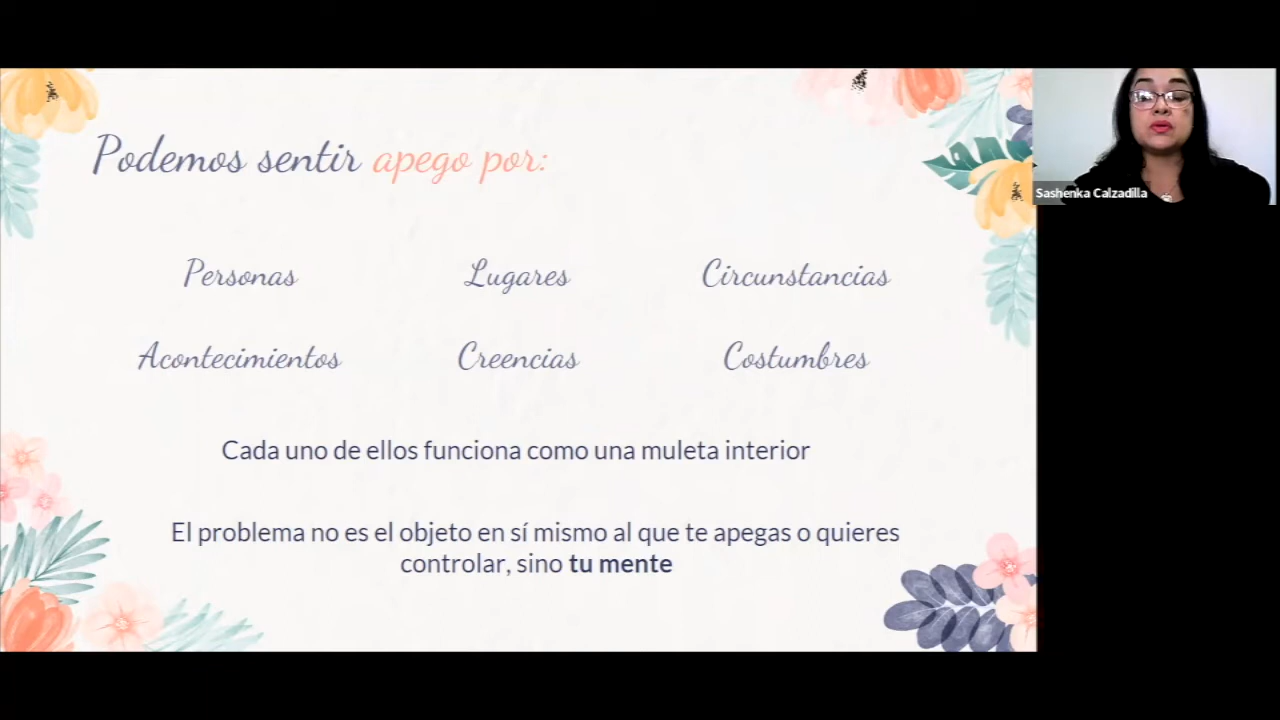 Podemos sentir apego por:
Sashenka Calzadilla
Personas
Lugares
Circunstancias
Acontecimientos
Creencias
Costumbres
Cada uno de ellos funciona como una muleta interior
El problema no es el objeto en sí mismo al que te apegas o quieres
controlar, sino tu mente